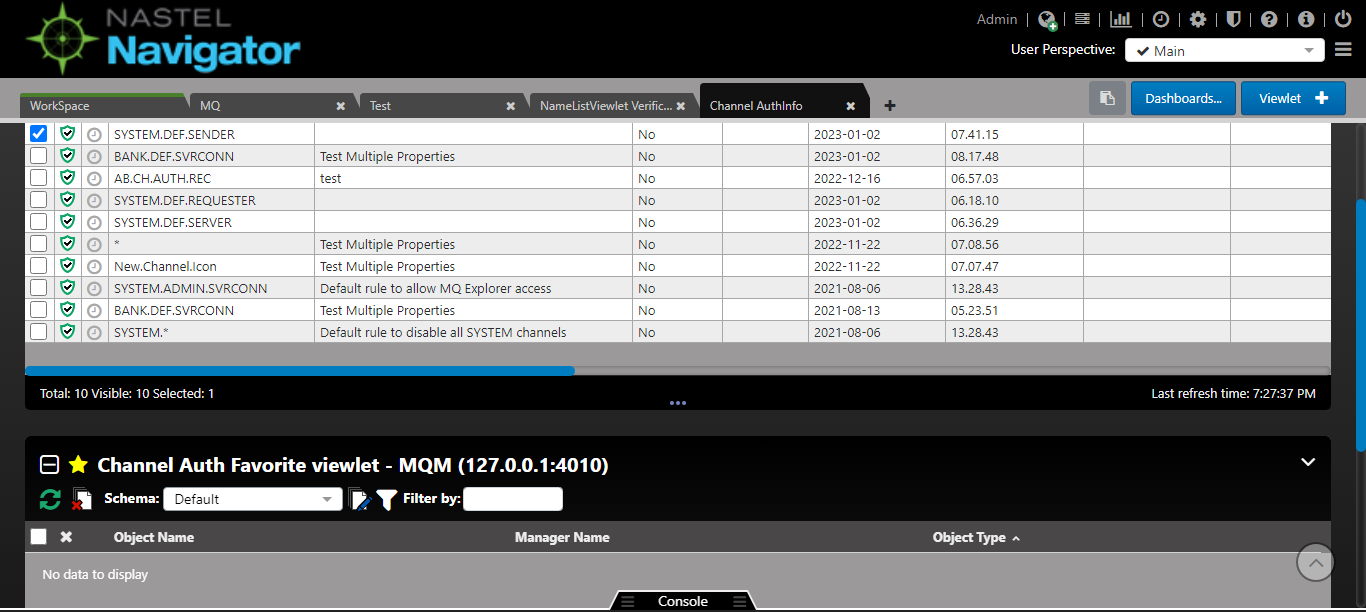 NASTEL
Navigator
Admin
User Perspective: Main
WorkSpace MQ Test NameListViewlet Verific... Channel AuthInfo Dashboards... Viewlet
SYSTEM.DEF.SENDER No 2023-01-02 07.41.15
BANK.DEF.SVRCONN Test Multiple Properties No 2023-01-02 08.17.48
AB.CH.AUTH.REC test No 2022-12-16 06.57.03
SYSTEM.DEF.REQUESTER No 2023-01-02 06.18.10
SYSTEM.DEF.SERVER No 2023-01-02 06.36.29
* Test Multiple Properties No 2022-11-22 07.08.56
New.Channel.Icon Test Multiple Properties No 2022-11-22 07.07.47
SYSTEM.ADMIN.SVRCONN Default rule to allow MQ Explorer access No 2021-08-06 13.28.43
BANK.DEF.SVRCONN Test Multiple Properties No 2021-08-13 05.23.51
SYSTEM.* Default rule to disable all SYSTEM channels No 2021-08-06 13.28.43
Total: 10 Visible: 10 Selected: 1 Last refresh time: 7:27:37 PM
Channel Auth Favorite viewlet - MQM (127.0.0.1:4010)
Schema: Default Filter by:
Object Name Manager Name Object Type
No data to display
Console